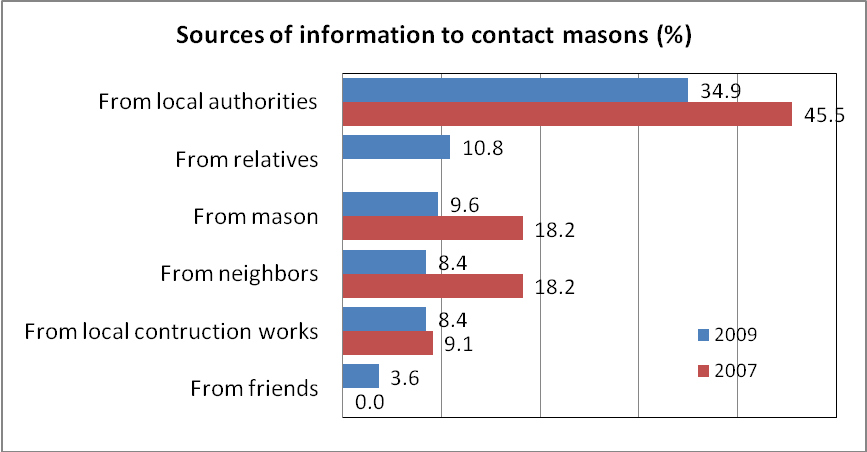 Sources of information to contact masons (%)
From local authorities
34.9
45.5
From relatives
10.8
From mason
9.6
18.2
From neighbors
8.4
18.2
From local contruction works
8.4
9.1
From friends
3.6
0.0
2009
2007